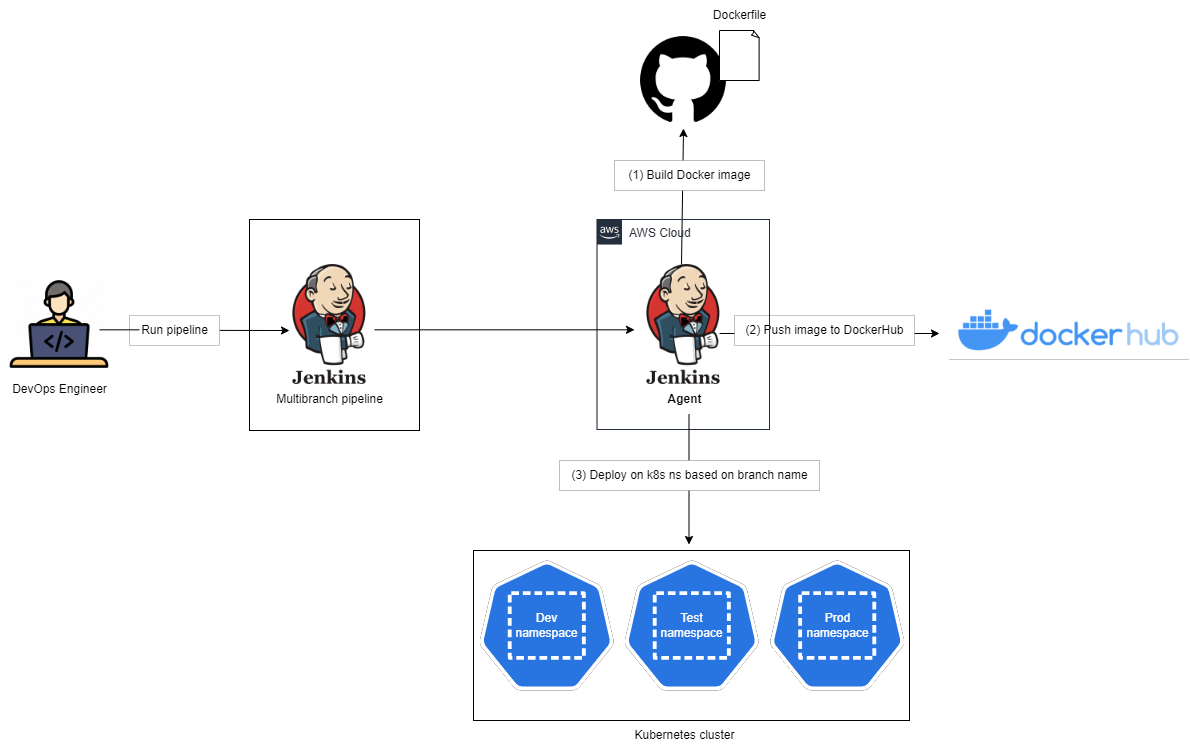 Dockerfile
(1) Build Docker image
aws
AWS Cloud
Run pipeline
(2) Push image to DockerHub
docker hub
</>
Jenkins
Jenkins
DevOps Engineer
Multibranch pipeline
Agent
(3) Deploy on k8s ns based on branch name
Dev
namespace
Test
namespace
Prod
namespace
Kubernetes cluster